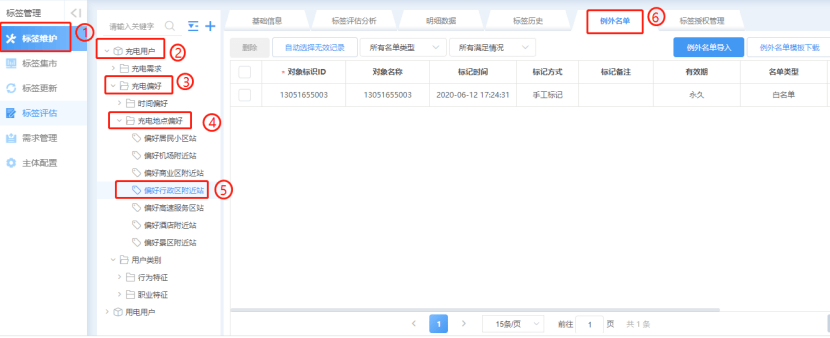 标签管理
标签维护
标签集市
标签更新
标签评估
需求管理
主体配置
①
请输入关键字
充电用户
②
充电需求
充电偏好
③
时间偏好
充电地点偏好
④
偏好居民小区站
偏好机场附近站
偏好商业区附近站
偏好行政区附近站
⑤
偏好高速服务区站
偏好酒店附近站
偏好景区附近站
用户类别
行为特征
职业特征
用电用户
基础信息 标签评估分析 明细数据 标签历史 例外名单 ⑥ 标签授权管理
删除 自动选择无效记录 所有名单类型 所有满足情况 例外名单导入 例外名单模板下载
对象标识ID 对象名称 标记时间 标记方式 标记备注 有效期 名单类型
13051655003 13051655003 2020-06-12 17:24:31 手工标记 永久 白名单
< 1 > 15条/页 前往 1 页 共 1 条